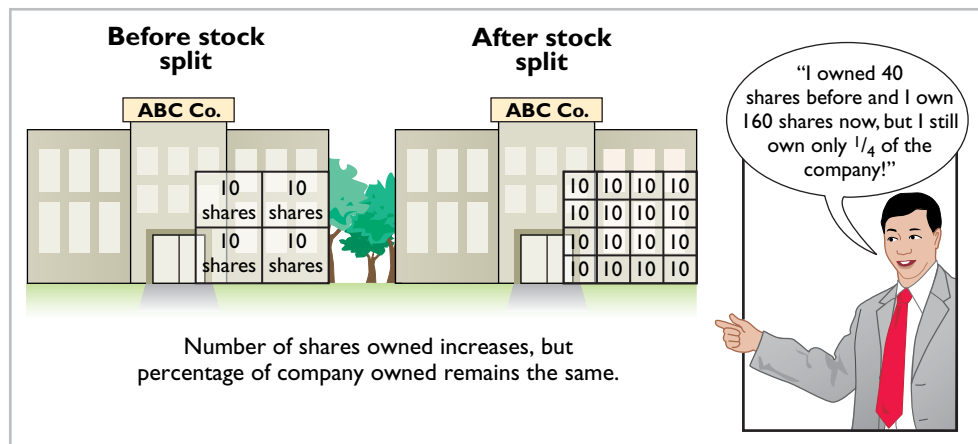 Before stock
split
After stock
split
ABC Co.
ABC Co.
10 10
shares shares
10 10
shares shares
10 10 10 10
10 10 10 10
10 10 10 10
10 10 10 10
“I owned 40
shares before and I own
160 shares now, but I still
own only 1/4 of the
company!”
Number of shares owned increases, but
percentage of company owned remains the same.